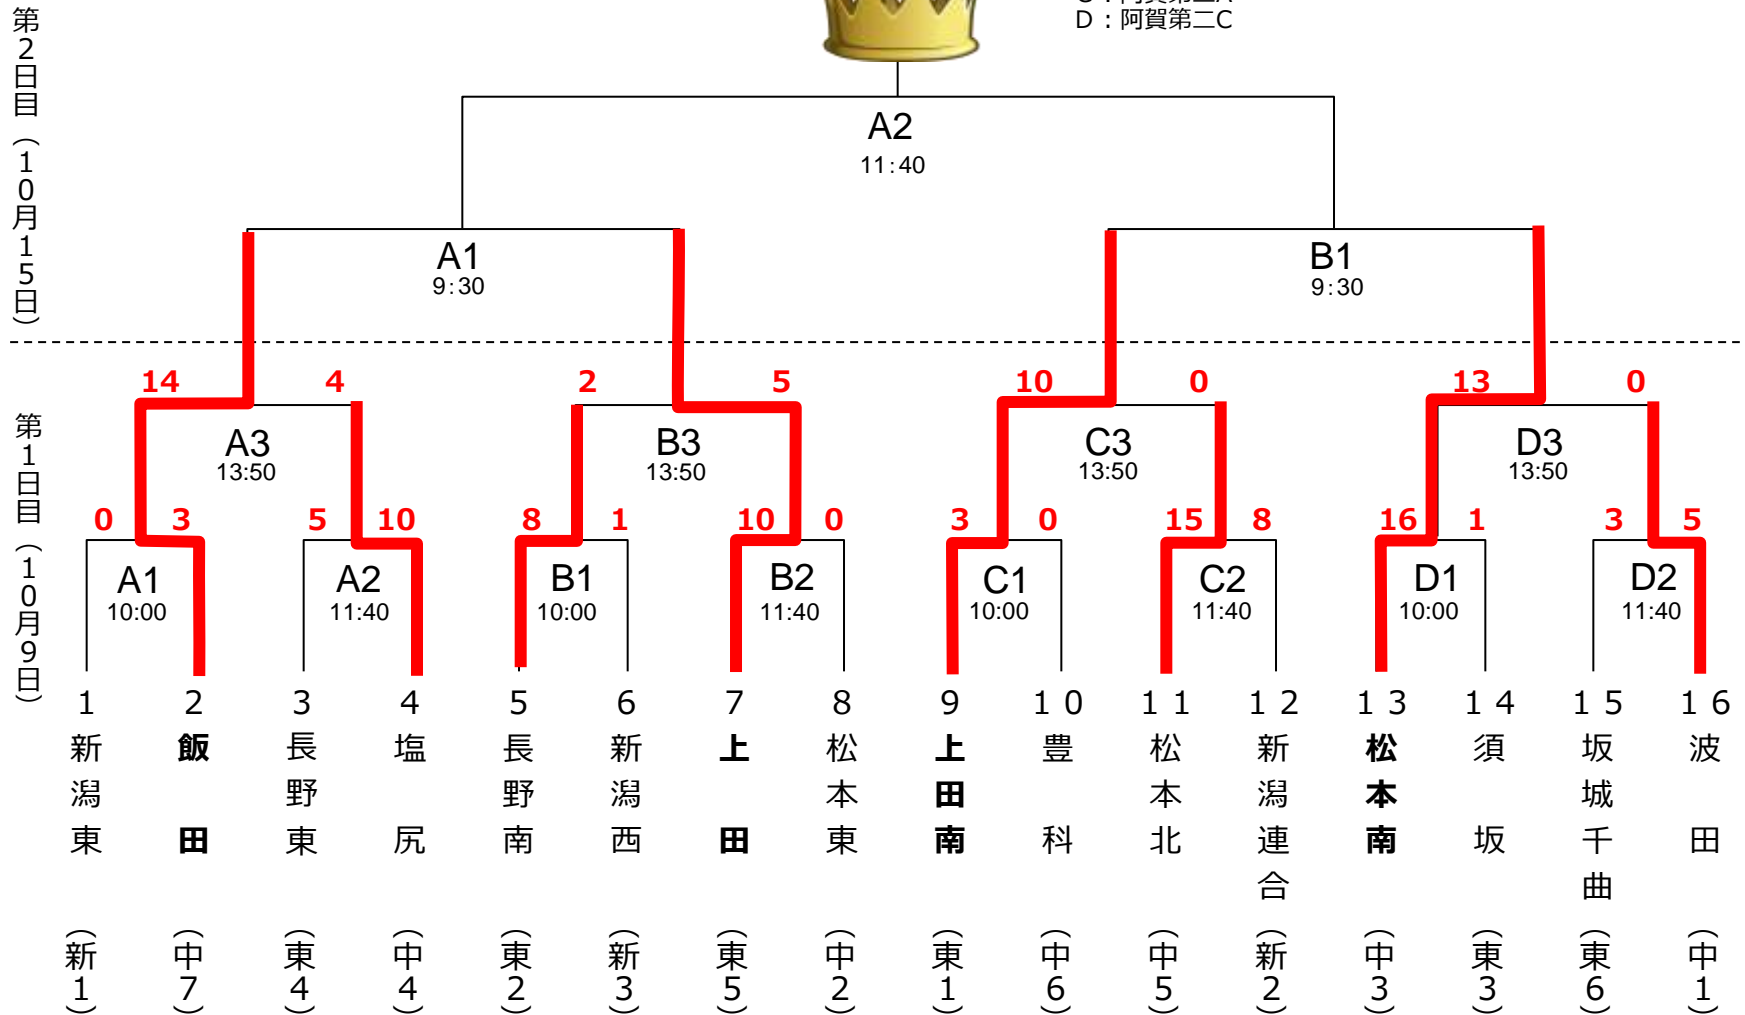 D：阿賀第二C
第2日目（10月15日）
A2
11:40
A1
9:30
B1
9:30
第1日目（10月9日）
14 4 2 5 10 0 13 0
A3 B3 C3 D3
13:50 13:50 13:50 13:50
0 3 5 10 8 1 10 0 3 0 15 8 16 1 3 5
A1 A2 B1 B2 C1 C2 D1 D2
10:00 11:40 10:00 11:40 10:00 11:40 10:00 11:40
1 新潟東 （新1）
2 飯田 （中7）
3 長野東 （東4）
4 塩尻 （中4）
5 長野南 （東2）
6 新潟西 （新3）
7 上田 （東5）
8 松本東 （中2）
9 上田南 （東1）
10 豊科 （中6）
11 松本北 （中5）
12 新潟連合 （新2）
13 松本南 （中3）
14 須坂 （東3）
15 坂城千曲 （東6）
16 波田 （中1）